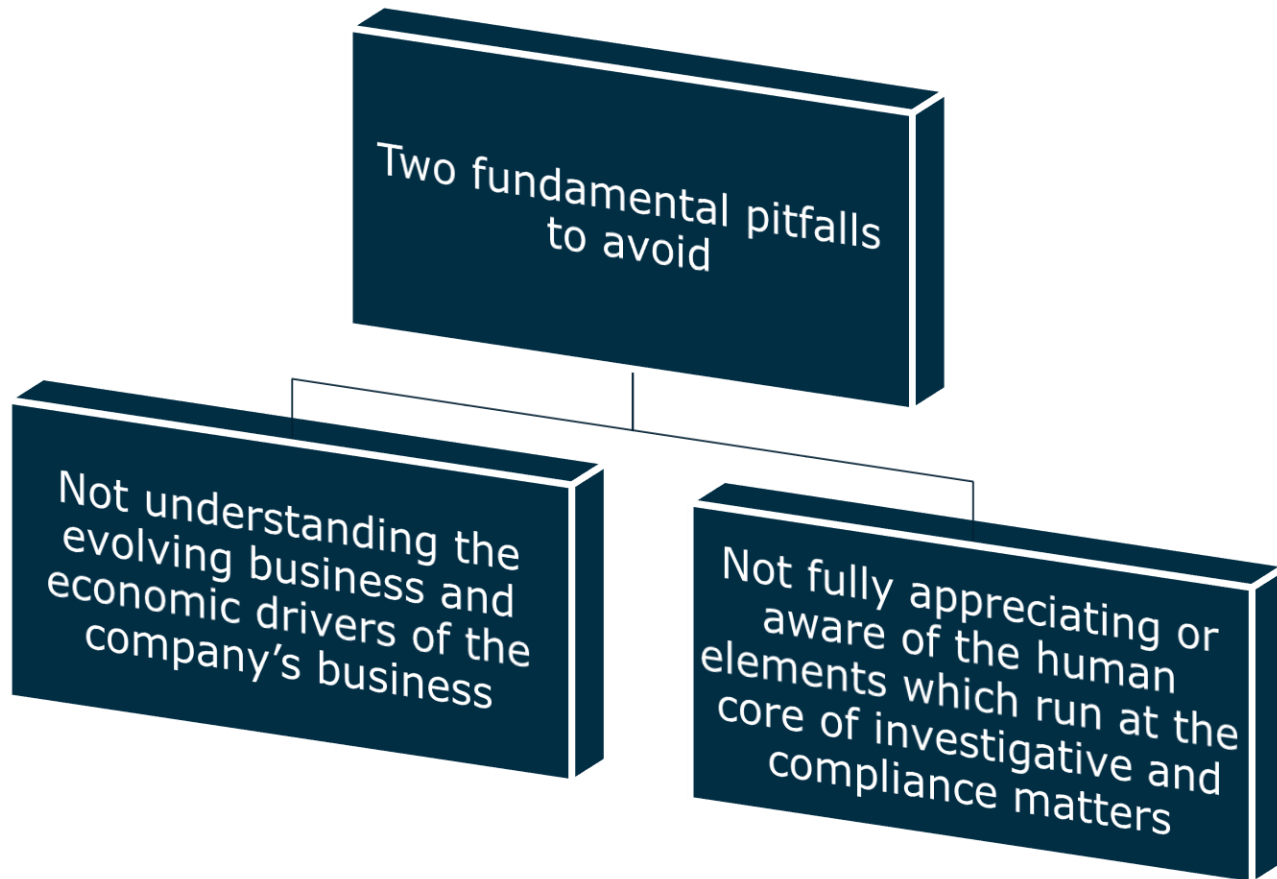 Two fundamental pitfalls
to avoid
Not understanding the
evolving business and
economic drivers of the
company’s business
Not fully appreciating or
aware of the human
elements which run at the
core of investigative and
compliance matters